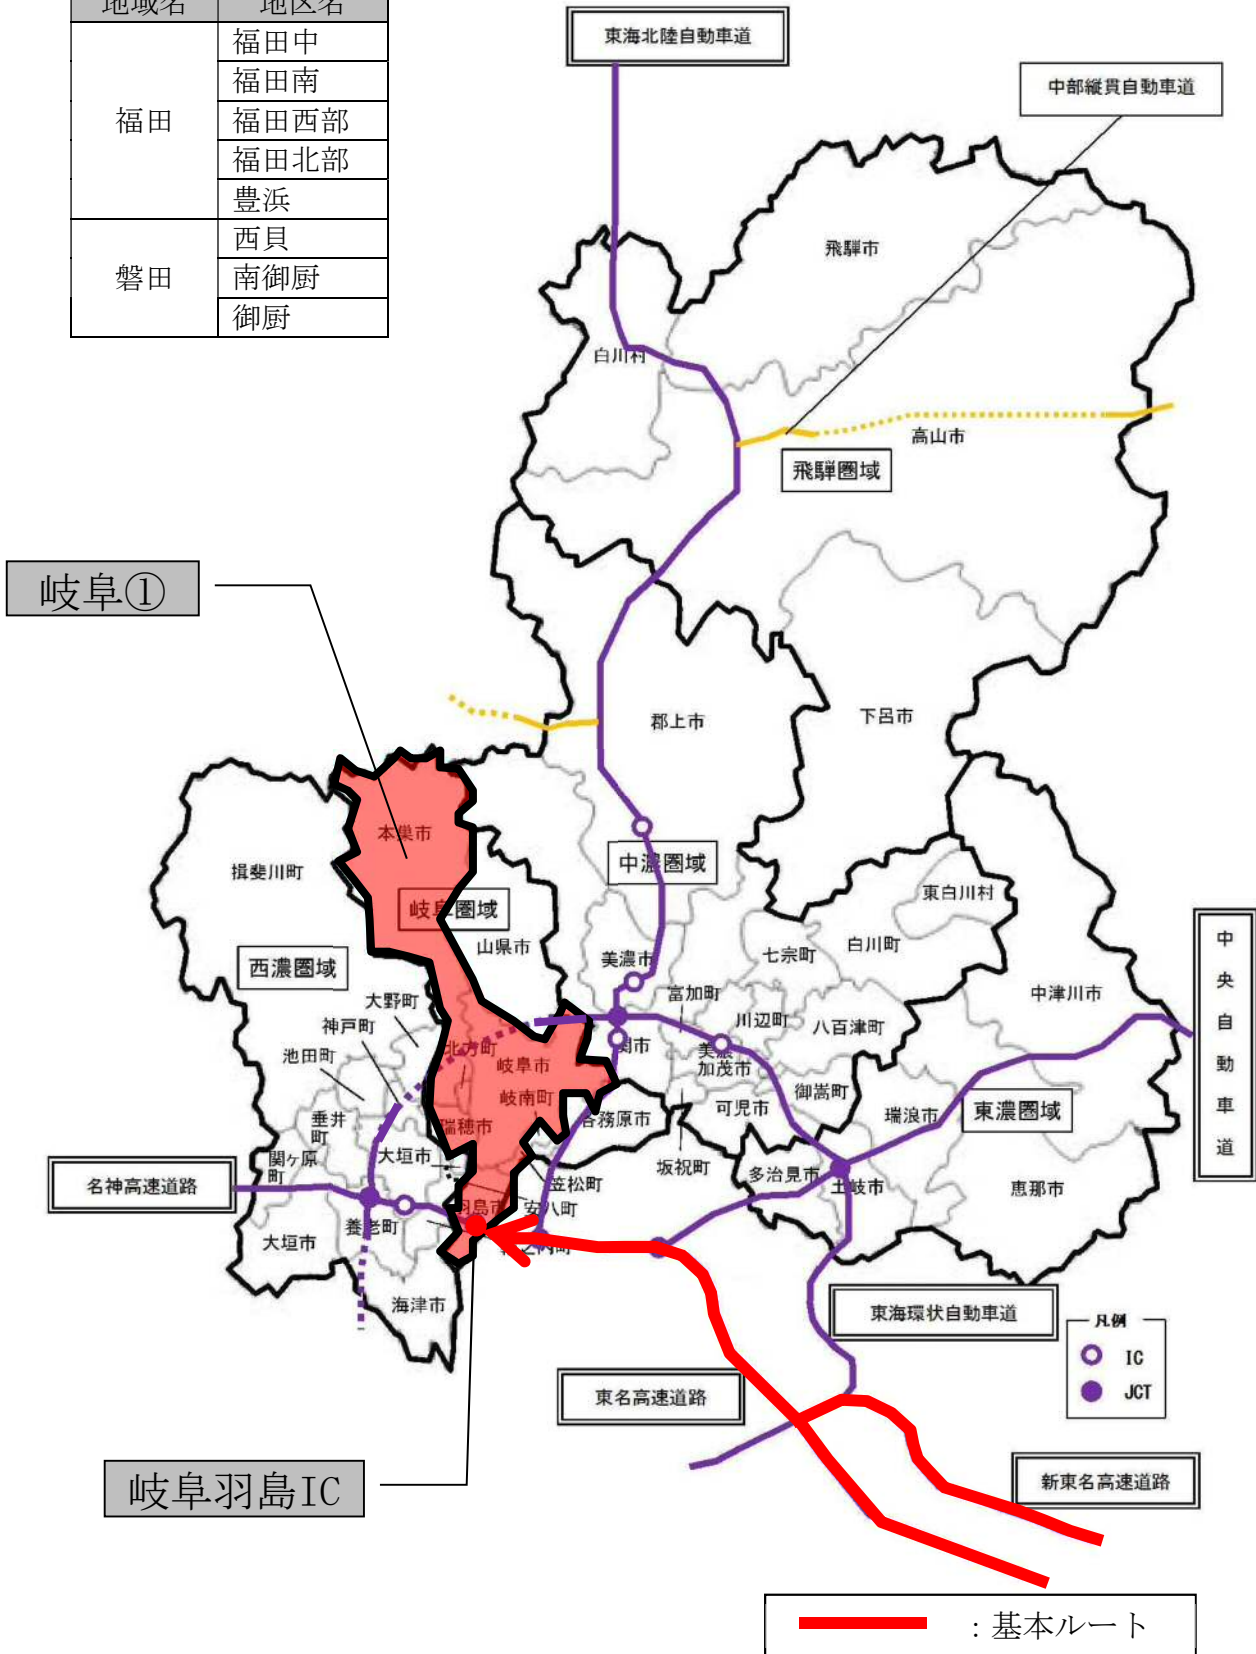 地域名 地区名
福田 福田中
福田南
福田西部
福田北部
豊浜
磐田 西貝
南御厨
御厨
東海北陸自動車道
中部縦貫自動車道
飛騨市
白川村
高山市
飛騨圏域
岐阜①
郡上市
下呂市
本巣市
揖斐川町
中濃圏域
東白川村
岐阜圏域
山県市
七宗町
白川町
美濃市
西濃圏域
富加町
中津川市
大野町
神戸町
川辺町
八百津町
中央自動車道
池田町
北方町
岐阜市
関市
美濃加茂市
岐南町
御嵩町
可児市
瑞浪市
東濃圏域
垂井町
瑞穂市
各務原市
大垣市
関ヶ原町
坂祝町
多治見市
土岐市
恵那市
名神高速道路
笠松町
安八町
羽島市
養老町
大垣市
輪之内町
海津市
東海環状自動車道
凡例
IC
JCT
東名高速道路
岐阜羽島IC
新東名高速道路
：基本ルート